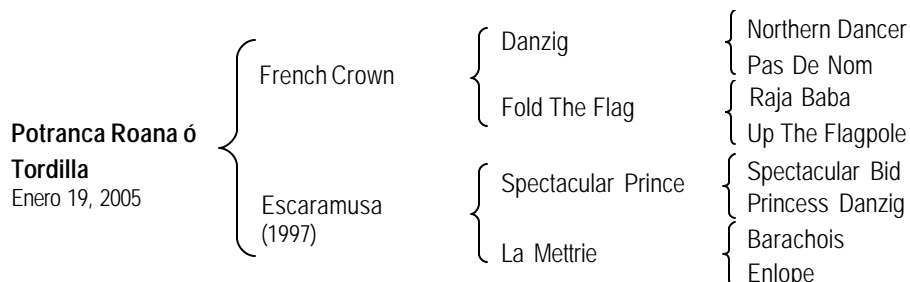 Potranca Roana ó
Tordilla
Enero 19, 2005
French Crown
Escaramusa
(1997)
Danzig
Fold The Flag
Spectacular Prince
La Mettrie
Northern Dancer
Pas De Nom
Raja Baba
Up The Flagpole
Spectacular Bid
Princess Danzig
Barachois
Enlope